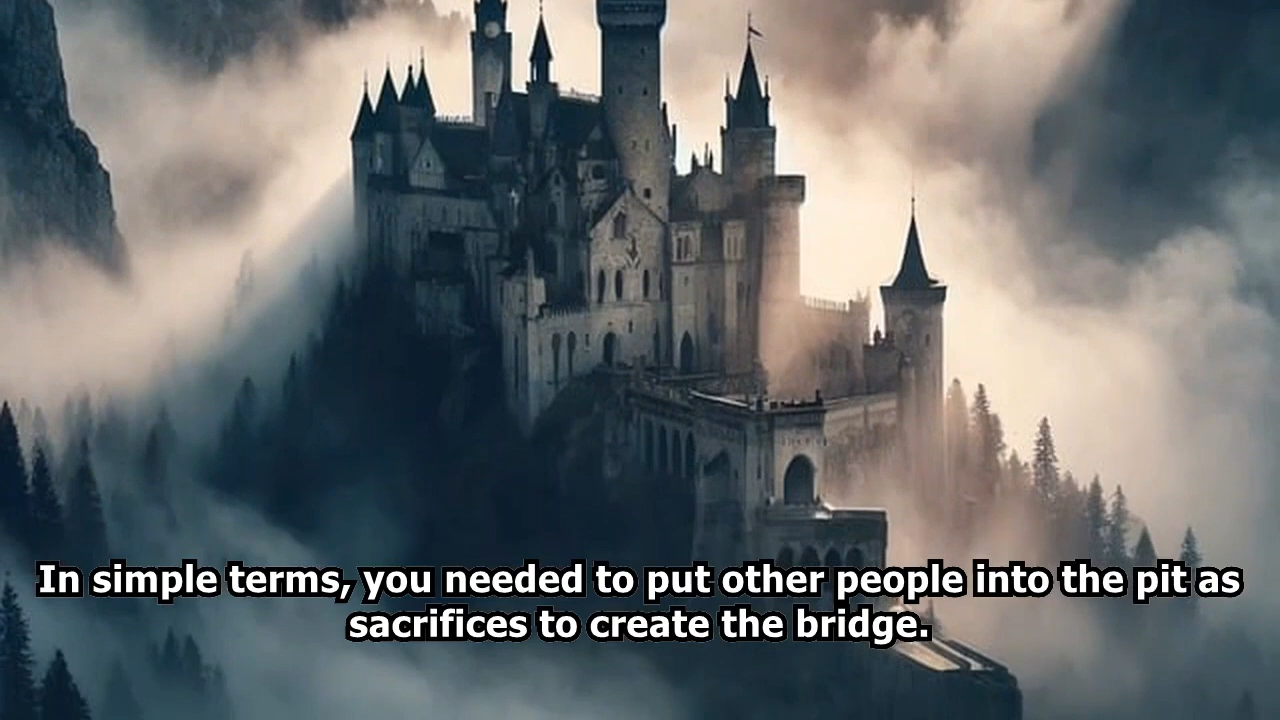 In simple terms, you needed to put other people into the pit as
sacrifices to create the bridge.